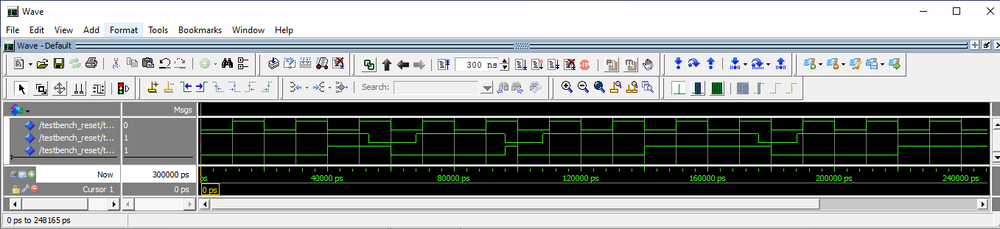 Wave
File Edit View Add Format Tools Bookmarks Window Help
Wave - Default
300 ns
Search:
Msgs
/testbench_reset/t... 0
/testbench_reset/t... 1
/testbench_reset/t... 1
Now 300000 ps ps 40000 ps 80000 ps 120000 ps 160000 ps 200000 ps 240000 ps
Cursor 1 0 ps 0 ps
0 ps to 248165 ps